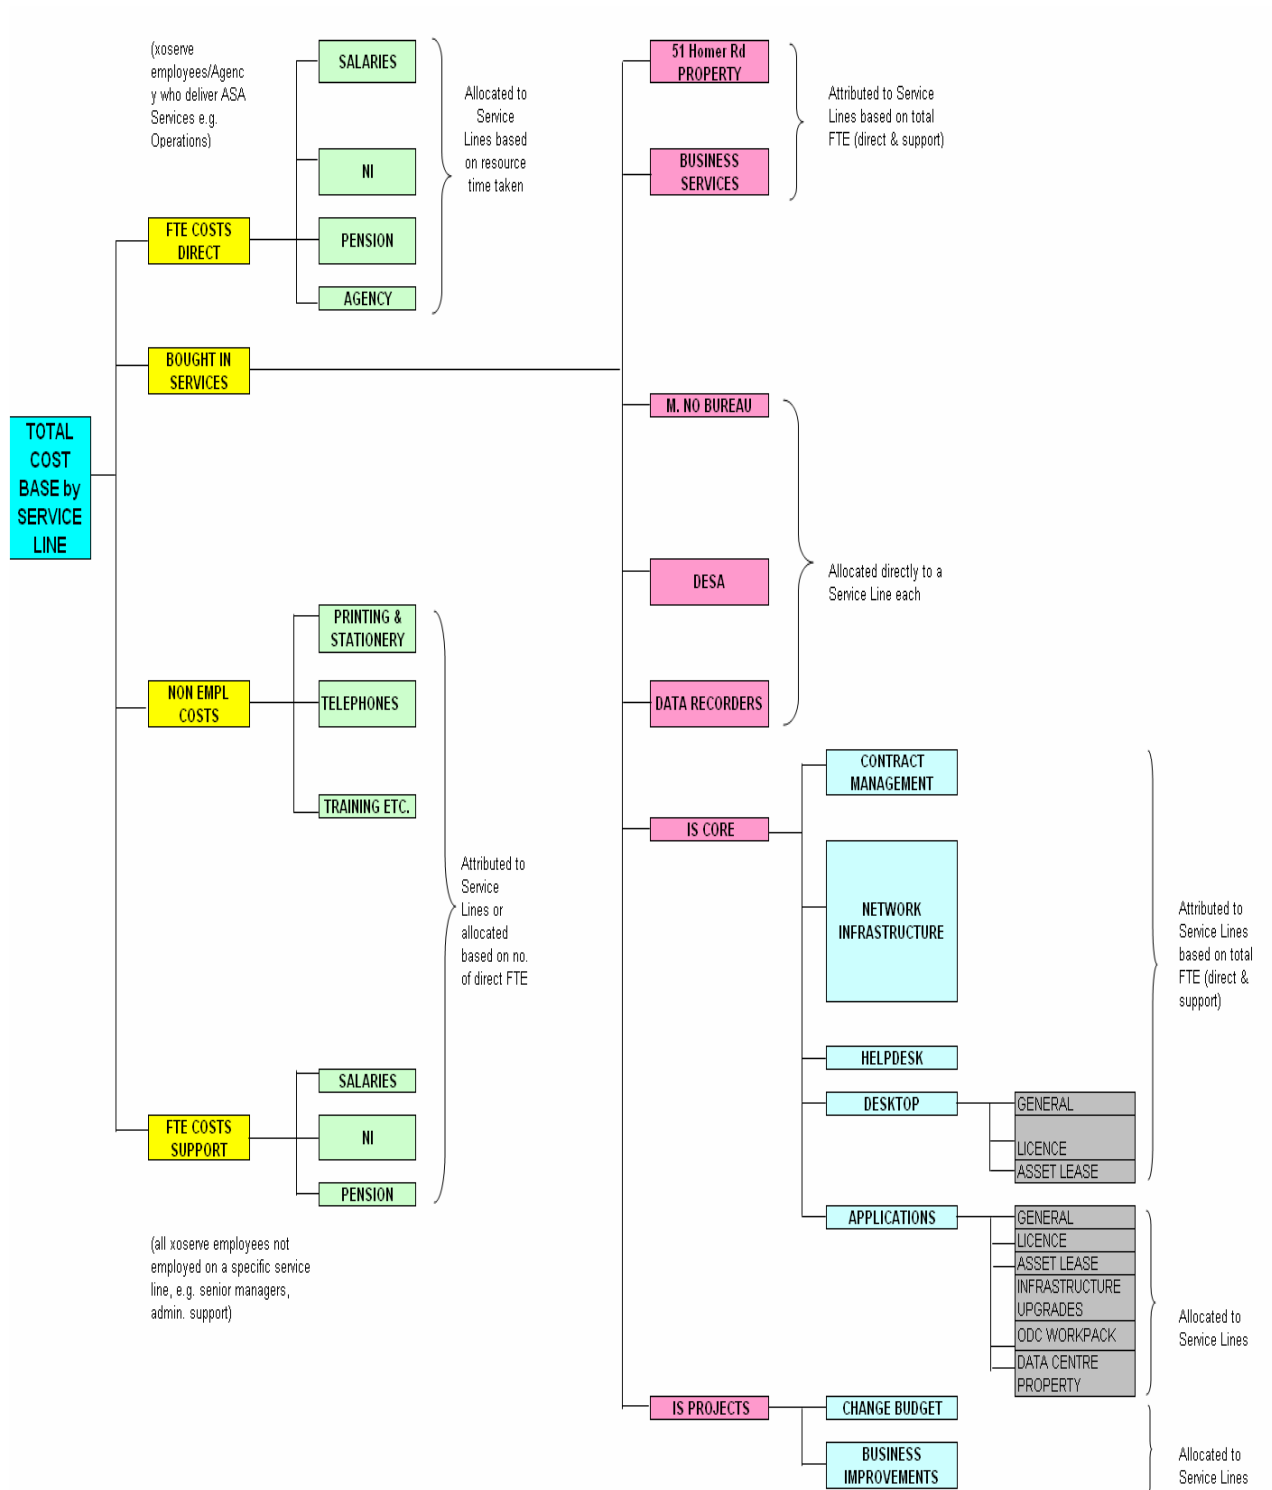 (xoserve
employees/Agenc
y who deliver ASA
Services e.g.
Operations)
SALARIES
NI
PENSION
AGENCY
Allocated to
Service
Lines based
on resource
time taken
51 Homer Rd
PROPERTY
BUSINESS
SERVICES
Attributed to Service
Lines based on total
FTE (direct & support)
FTE COSTS
DIRECT
BOUGHT IN
SERVICES
TOTAL
COST
BASE by
SERVICE
LINE
M. NO BUREAU
DESA
DATA RECORDERS
Allocated directly to a
Service Line each
NON EMPL
COSTS
PRINTING &
STATIONERY
TELEPHONES
TRAINING ETC.
Attributed to
Service
Lines or
allocated
based on no.
of direct FTE
FTE COSTS
SUPPORT
SALARIES
NI
PENSION
(all xoserve employees not
employed on a specific service
line, e.g. senior managers,
admin. support)
IS CORE
CONTRACT
MANAGEMENT
NETWORK
INFRASTRUCTURE
HELPDESK
DESKTOP
GENERAL
LICENCE
ASSET LEASE
Attributed to
Service Lines
based on total
FTE (direct &
support)
APPLICATIONS
GENERAL
LICENCE
ASSET LEASE
INFRASTRUCTURE
UPGRADES
ODC WORKPACK
DATA CENTRE
PROPERTY
Allocated to
Service Lines
IS PROJECTS
CHANGE BUDGET
BUSINESS
IMPROVEMENTS
Allocated to
Service Lines